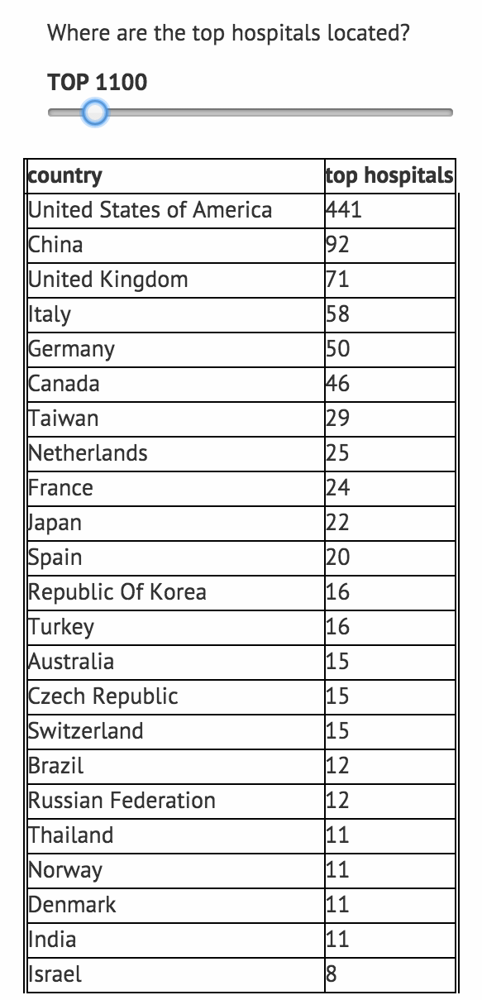 Where are the top hospitals located?
TOP 1100
country top hospitals
United States of America 441
China 92
United Kingdom 71
Italy 58
Germany 50
Canada 46
Taiwan 29
Netherlands 25
France 24
Japan 22
Spain 20
Republic Of Korea 16
Turkey 16
Australia 15
Czech Republic 15
Switzerland 15
Brazil 12
Russian Federation 12
Thailand 11
Norway 11
Denmark 11
India 11
Israel 8